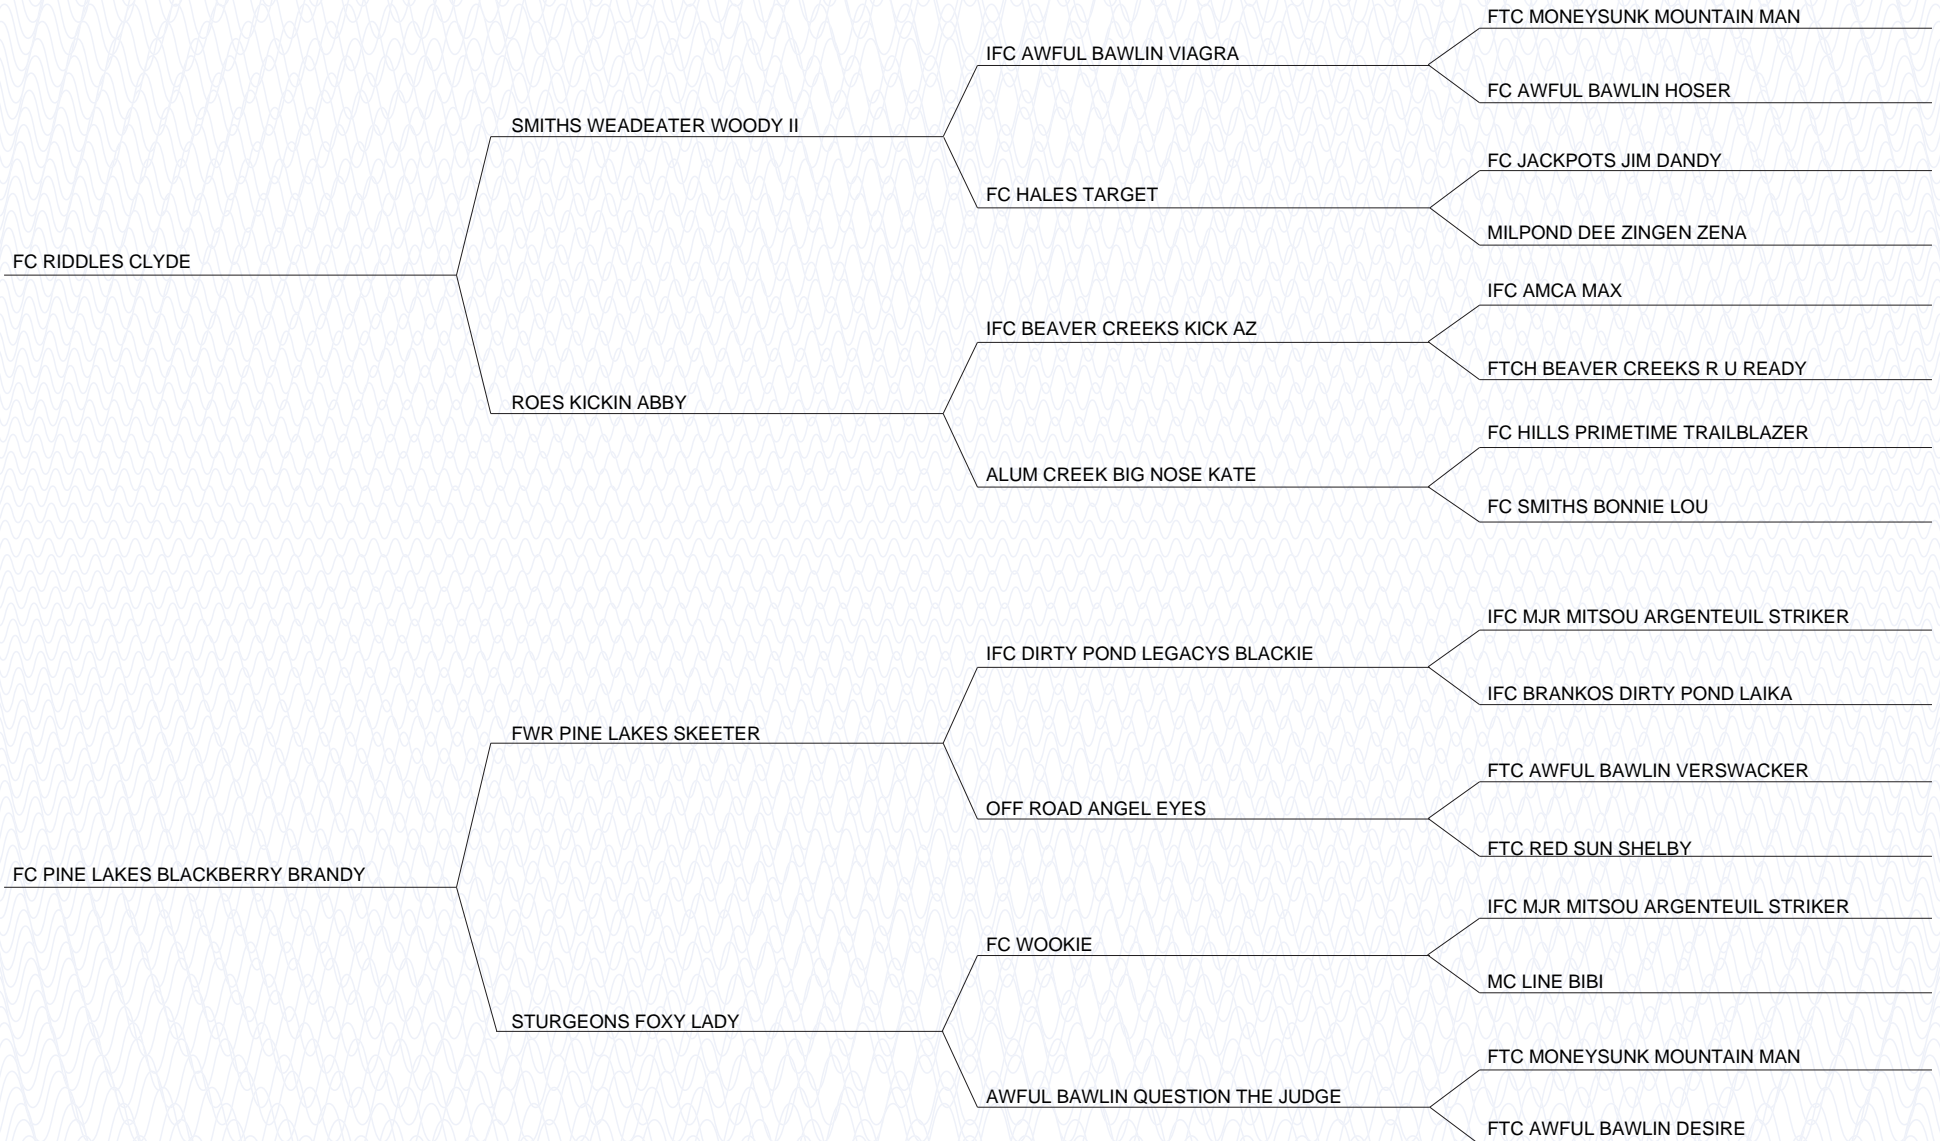 FTC MONEYSUNK MOUNTAIN MAN
IFC AWFUL BAWLIN VIAGRA
FC AWFUL BAWLIN HOSER
SMITHS WEADEATER WOODY II
FC JACKPOTS JIM DANDY
FC HALES TARGET
MILPOND DEE ZINGEN ZENA
FC RIDDLES CLYDE
IFC AMCA MAX
IFC BEAVER CREEKS KICK AZ
FTCH BEAVER CREEKS R U READY
ROES KICKIN ABBY
FC HILLS PRIMETIME TRAILBLAZER
ALUM CREEK BIG NOSE KATE
FC SMITHS BONNIE LOU
IFC MJR MITSOU ARGENTEUIL STRIKER
IFC DIRTY POND LEGACYS BLACKIE
IFC BRANKOS DIRTY POND LAIKA
FWR PINE LAKES SKEETER
FTC AWFUL BAWLIN VERSWACKER
OFF ROAD ANGEL EYES
FTC RED SUN SHELBY
FC PINE LAKES BLACKBERRY BRANDY
IFC MJR MITSOU ARGENTEUIL STRIKER
FC WOOKIE
MC LINE BIBI
STURGEONS FOXY LADY
FTC MONEYSUNK MOUNTAIN MAN
AWFUL BAWLIN QUESTION THE JUDGE
FTC AWFUL BAWLIN DESIRE